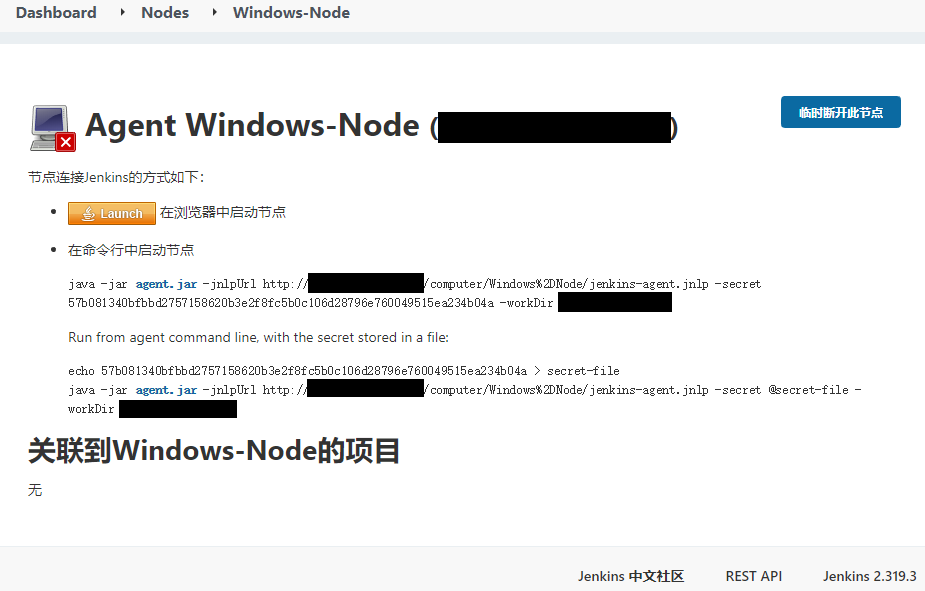 Dashboard ▸ Nodes ▸ Windows-Node
Agent Windows-Node ( )
临时断开此节点
节点连接Jenkins的方式如下：
• Launch 在浏览器中启动节点
• 在命令行中启动节点
java -jar agent.jar -jnlpUrl http:// /computer/Windows%2DNode/jenkins-agent.jnlp -secret
57b081340bfbbd2757158620b3e2f8fc5b0c106d28796e760049515ea234b04a -workDir
Run from agent command line, with the secret stored in a file:
echo 57b081340bfbbd2757158620b3e2f8fc5b0c106d28796e760049515ea234b04a > secret-file
java -jar agent.jar -jnlpUrl http:// /computer/Windows%2DNode/jenkins-agent.jnlp -secret @secret-file -
workDir
关联到Windows-Node的项目
无
Jenkins 中文社区 REST API Jenkins 2.319.3